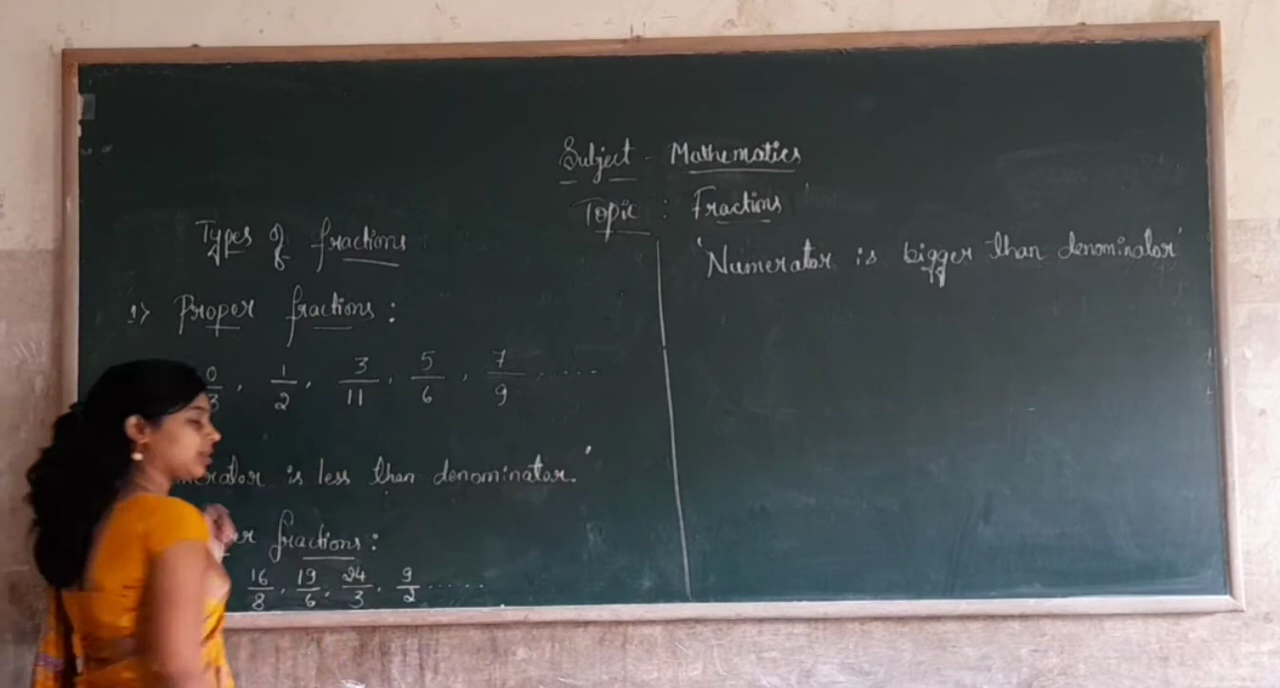 Subject - Mathematics
Topic : Fractions
Types of fractions
1) Proper fractions :
0/3, 1/2, 3/11, 5/6, 7/9 .....
is less than denominator.'
fractions :
16/8, 19/6, 24/3, 9/2 ......
'Numerator is bigger than denominator'